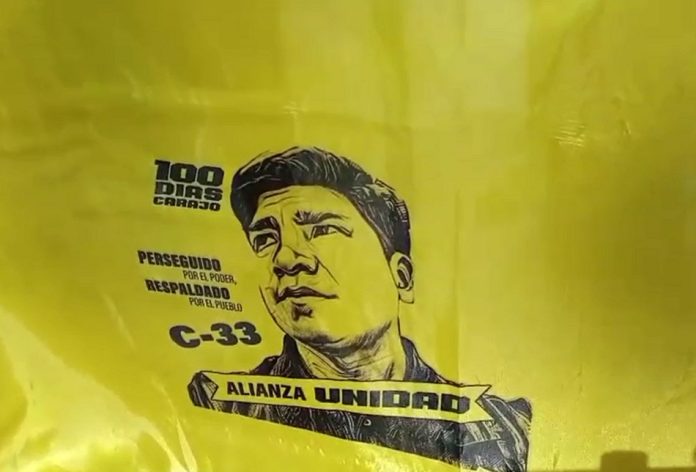 100
DIAS
CARAJO
PERSEGUIDO
POR EL PODER,
RESPALDADO
POR EL PUEBLO
C-33
ALIANZA UNIDAD